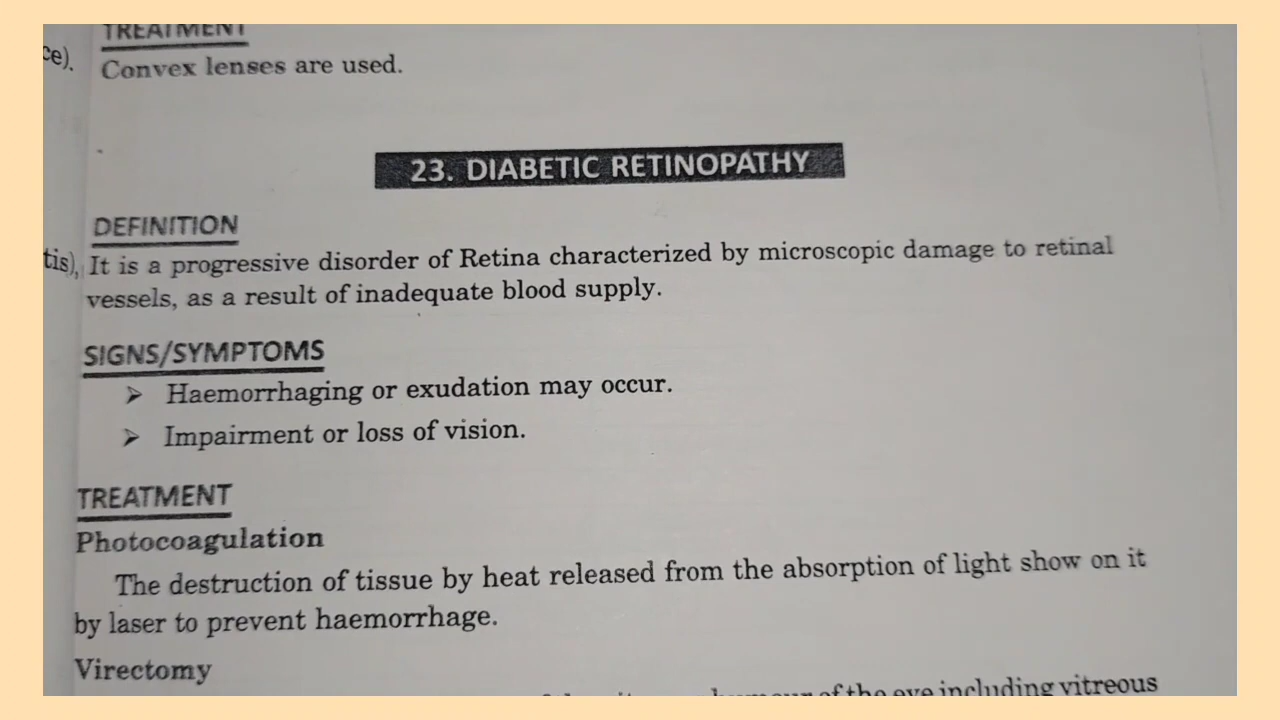 TREATMENT
ce). Convex lenses are used.
23. DIABETIC RETINOPATHY
DEFINITION
tis), It is a progressive disorder of Retina characterized by microscopic damage to retinal
vessels, as a result of inadequate blood supply.
SIGNS/SYMPTOMS
➢ Haemorrhaging or exudation may occur.
➢ Impairment or loss of vision.
TREATMENT
Photocoagulation
The destruction of tissue by heat released from the absorption of light show on it
by laser to prevent haemorrhage.
Virectomy
of the eye including vitreous